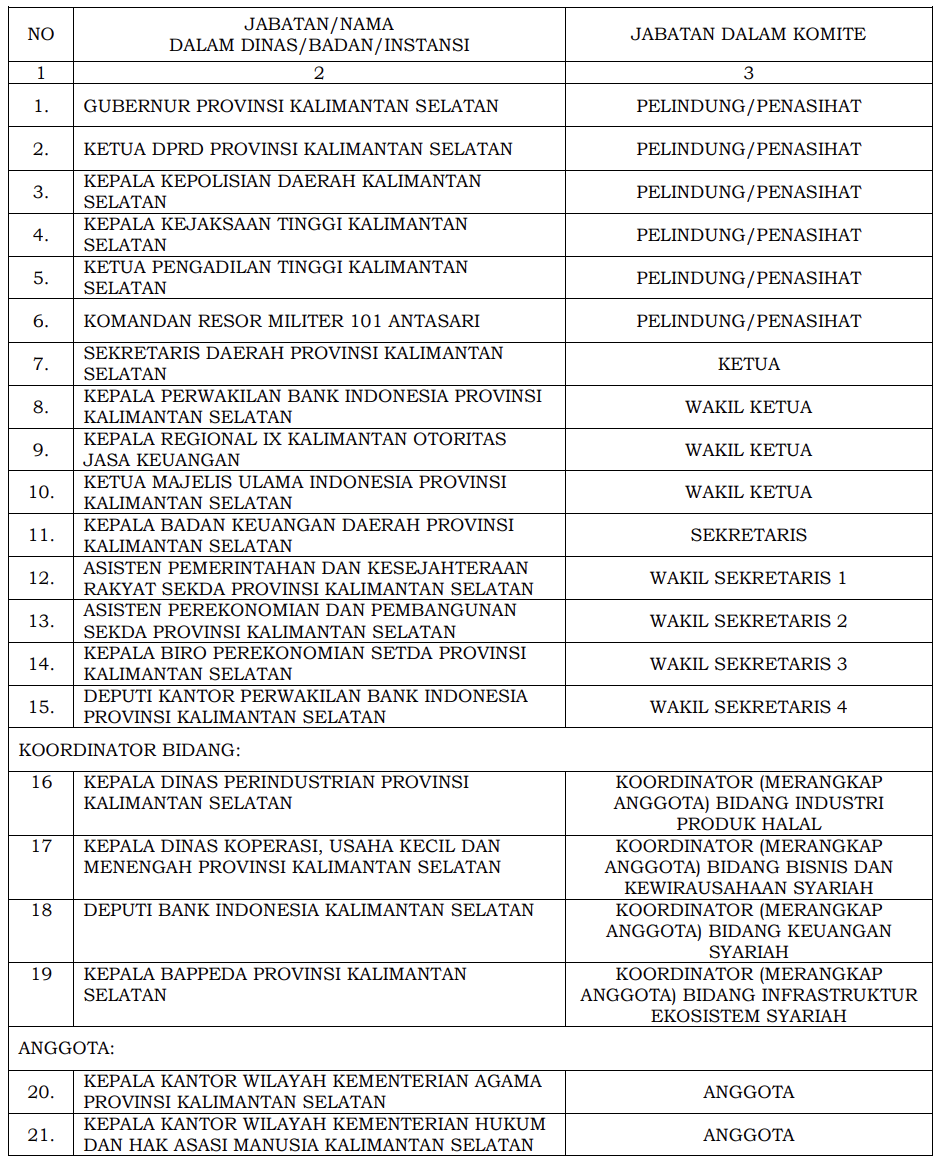 NO
JABATAN/NAMA
DALAM DINAS/BADAN/INSTANSI
JABATAN DALAM KOMITE
1
2
3
1.
GUBERNUR PROVINSI KALIMANTAN SELATAN
PELINDUNG/PENASIHAT
2.
KETUA DPRD PROVINSI KALIMANTAN SELATAN
PELINDUNG/PENASIHAT
3.
KEPALA KEPOLISIAN DAERAH KALIMANTAN
SELATAN
PELINDUNG/PENASIHAT
4.
KEPALA KEJAKSAAN TINGGI KALIMANTAN
SELATAN
PELINDUNG/PENASIHAT
5.
KETUA PENGADILAN TINGGI KALIMANTAN
SELATAN
PELINDUNG/PENASIHAT
6.
KOMANDAN RESOR MILITER 101 ANTASARI
PELINDUNG/PENASIHAT
7.
SEKRETARIS DAERAH PROVINSI KALIMANTAN
SELATAN
KETUA
8.
KEPALA PERWAKILAN BANK INDONESIA PROVINSI
KALIMANTAN SELATAN
WAKIL KETUA
9.
KEPALA REGIONAL IX KALIMANTAN OTORITAS
JASA KEUANGAN
WAKIL KETUA
10.
KETUA MAJELIS ULAMA INDONESIA PROVINSI
KALIMANTAN SELATAN
WAKIL KETUA
11.
KEPALA BADAN KEUANGAN DAERAH PROVINSI
KALIMANTAN SELATAN
SEKRETARIS
12.
ASISTEN PEMERINTAHAN DAN KESEJAHTERAAN
RAKYAT SEKDA PROVINSI KALIMANTAN SELATAN
WAKIL SEKRETARIS 1
13.
ASISTEN PEREKONOMIAN DAN PEMBANGUNAN
SEKDA PROVINSI KALIMANTAN SELATAN
WAKIL SEKRETARIS 2
14.
KEPALA BIRO PEREKONOMIAN SETDA PROVINSI
KALIMANTAN SELATAN
WAKIL SEKRETARIS 3
15.
DEPUTI KANTOR PERWAKILAN BANK INDONESIA
PROVINSI KALIMANTAN SELATAN
WAKIL SEKRETARIS 4
KOORDINATOR BIDANG:
16
KEPALA DINAS PERINDUSTRIAN PROVINSI
KALIMANTAN SELATAN
KOORDINATOR (MERANGKAP
ANGGOTA) BIDANG INDUSTRI
PRODUK HALAL
17
KEPALA DINAS KOPERASI, USAHA KECIL DAN
MENENGAH PROVINSI KALIMANTAN SELATAN
KOORDINATOR (MERANGKAP
ANGGOTA) BIDANG BISNIS DAN
KEWIRAUSAHAAN SYARIAH
18
DEPUTI BANK INDONESIA KALIMANTAN SELATAN
KOORDINATOR (MERANGKAP
ANGGOTA) BIDANG KEUANGAN
SYARIAH
19
KEPALA BAPPEDA PROVINSI KALIMANTAN
SELATAN
KOORDINATOR (MERANGKAP
ANGGOTA) BIDANG INFRASTRUKTUR
EKOSISTEM SYARIAH
ANGGOTA:
20.
KEPALA KANTOR WILAYAH KEMENTERIAN AGAMA
PROVINSI KALIMANTAN SELATAN
ANGGOTA
21.
KEPALA KANTOR WILAYAH KEMENTERIAN HUKUM
DAN HAK ASASI MANUSIA KALIMANTAN SELATAN
ANGGOTA